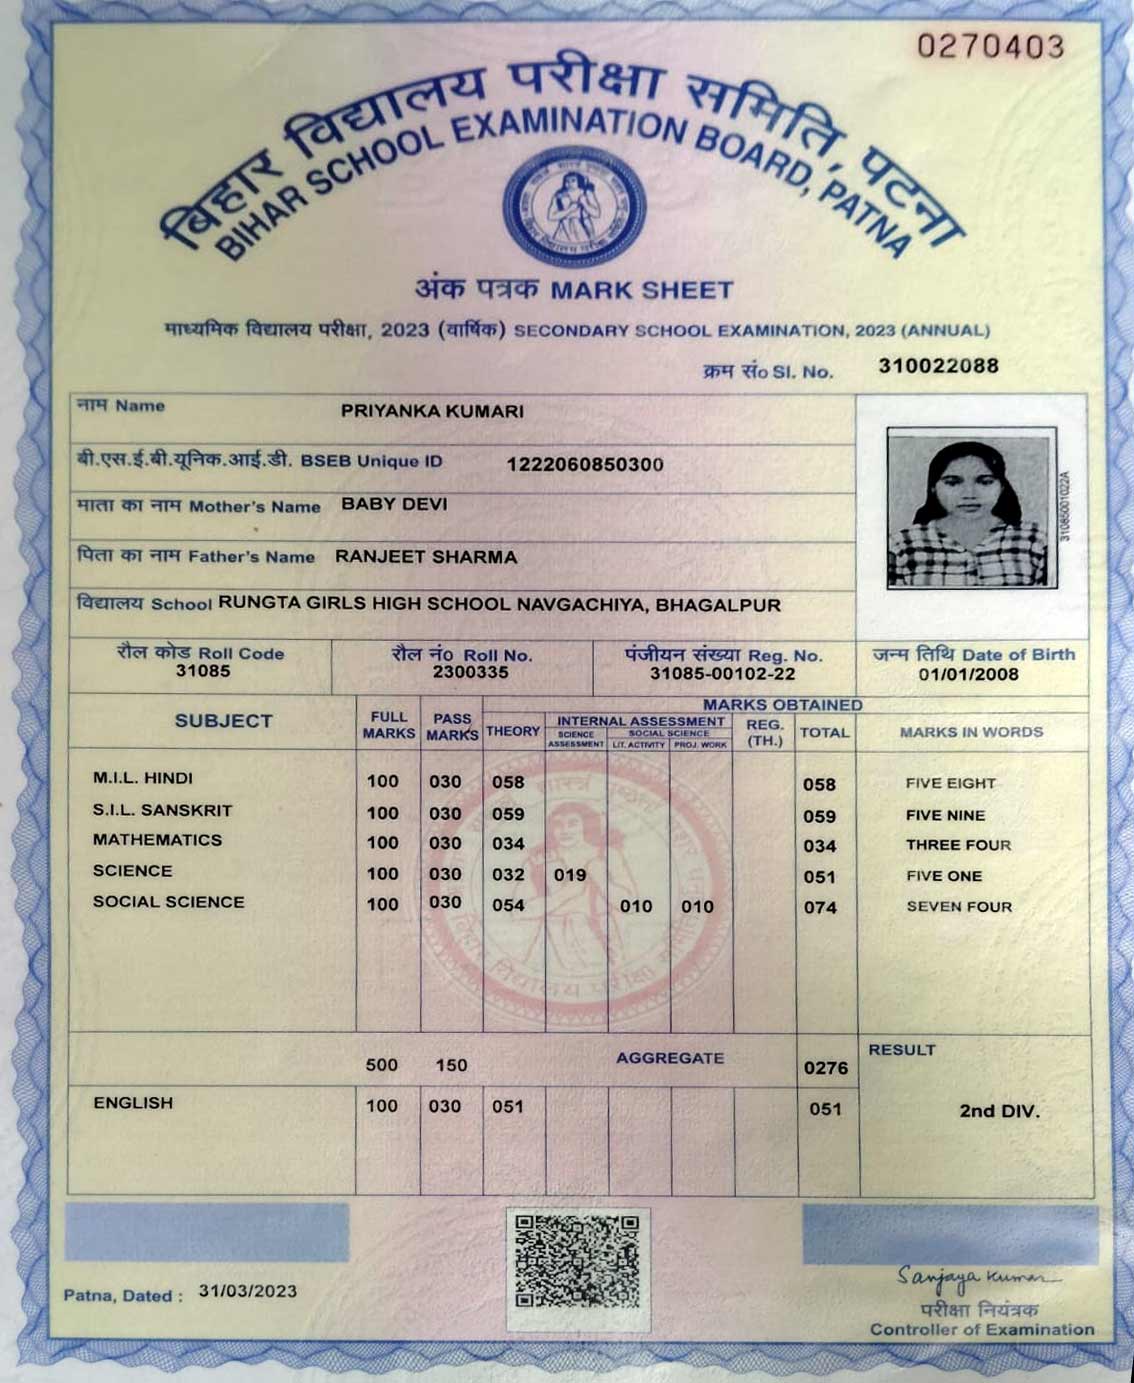 0270403
बिहार विद्यालय परीक्षा समिति, पटना
BIHAR SCHOOL EXAMINATION BOARD, PATNA
अंक पत्रक MARK SHEET
माध्यमिक विद्यालय परीक्षा, 2023 (वार्षिक) SECONDARY SCHOOL EXAMINATION, 2023 (ANNUAL)
क्रम सं० SI. No. 310022088
नाम Name PRIYANKA KUMARI
बी.एस.ई.बी.यूनिक.आई.डी. BSEB Unique ID 1222060850300
माता का नाम Mother's Name BABY DEVI
पिता का नाम Father's Name RANJEET SHARMA
विद्यालय School RUNGTA GIRLS HIGH SCHOOL NAVGACHIYA, BHAGALPUR
31085001022A
रौल कोड Roll Code रौल नं० Roll No. पंजीयन संख्या Reg. No. जन्म तिथि Date of Birth
31085 2300335 31085-00102-22 01/01/2008
MARKS OBTAINED
SUBJECT FULL MARKS PASS MARKS THEORY INTERNAL ASSESSMENT REG. (TH.) TOTAL MARKS IN WORDS
SCIENCE ASSESSMENT SOCIAL SCIENCE
LIT. ACTIVITY PROJ. WORK
M.I.L. HINDI 100 030 058 058 FIVE EIGHT
S.I.L. SANSKRIT 100 030 059 059 FIVE NINE
MATHEMATICS 100 030 034 034 THREE FOUR
SCIENCE 100 030 032 019 051 FIVE ONE
SOCIAL SCIENCE 100 030 054 010 010 074 SEVEN FOUR
500 150 AGGREGATE 0276 RESULT
ENGLISH 100 030 051 051 2nd DIV.
Patna, Dated : 31/03/2023
Sanjaya Kumar
परीक्षा नियंत्रक
Controller of Examination